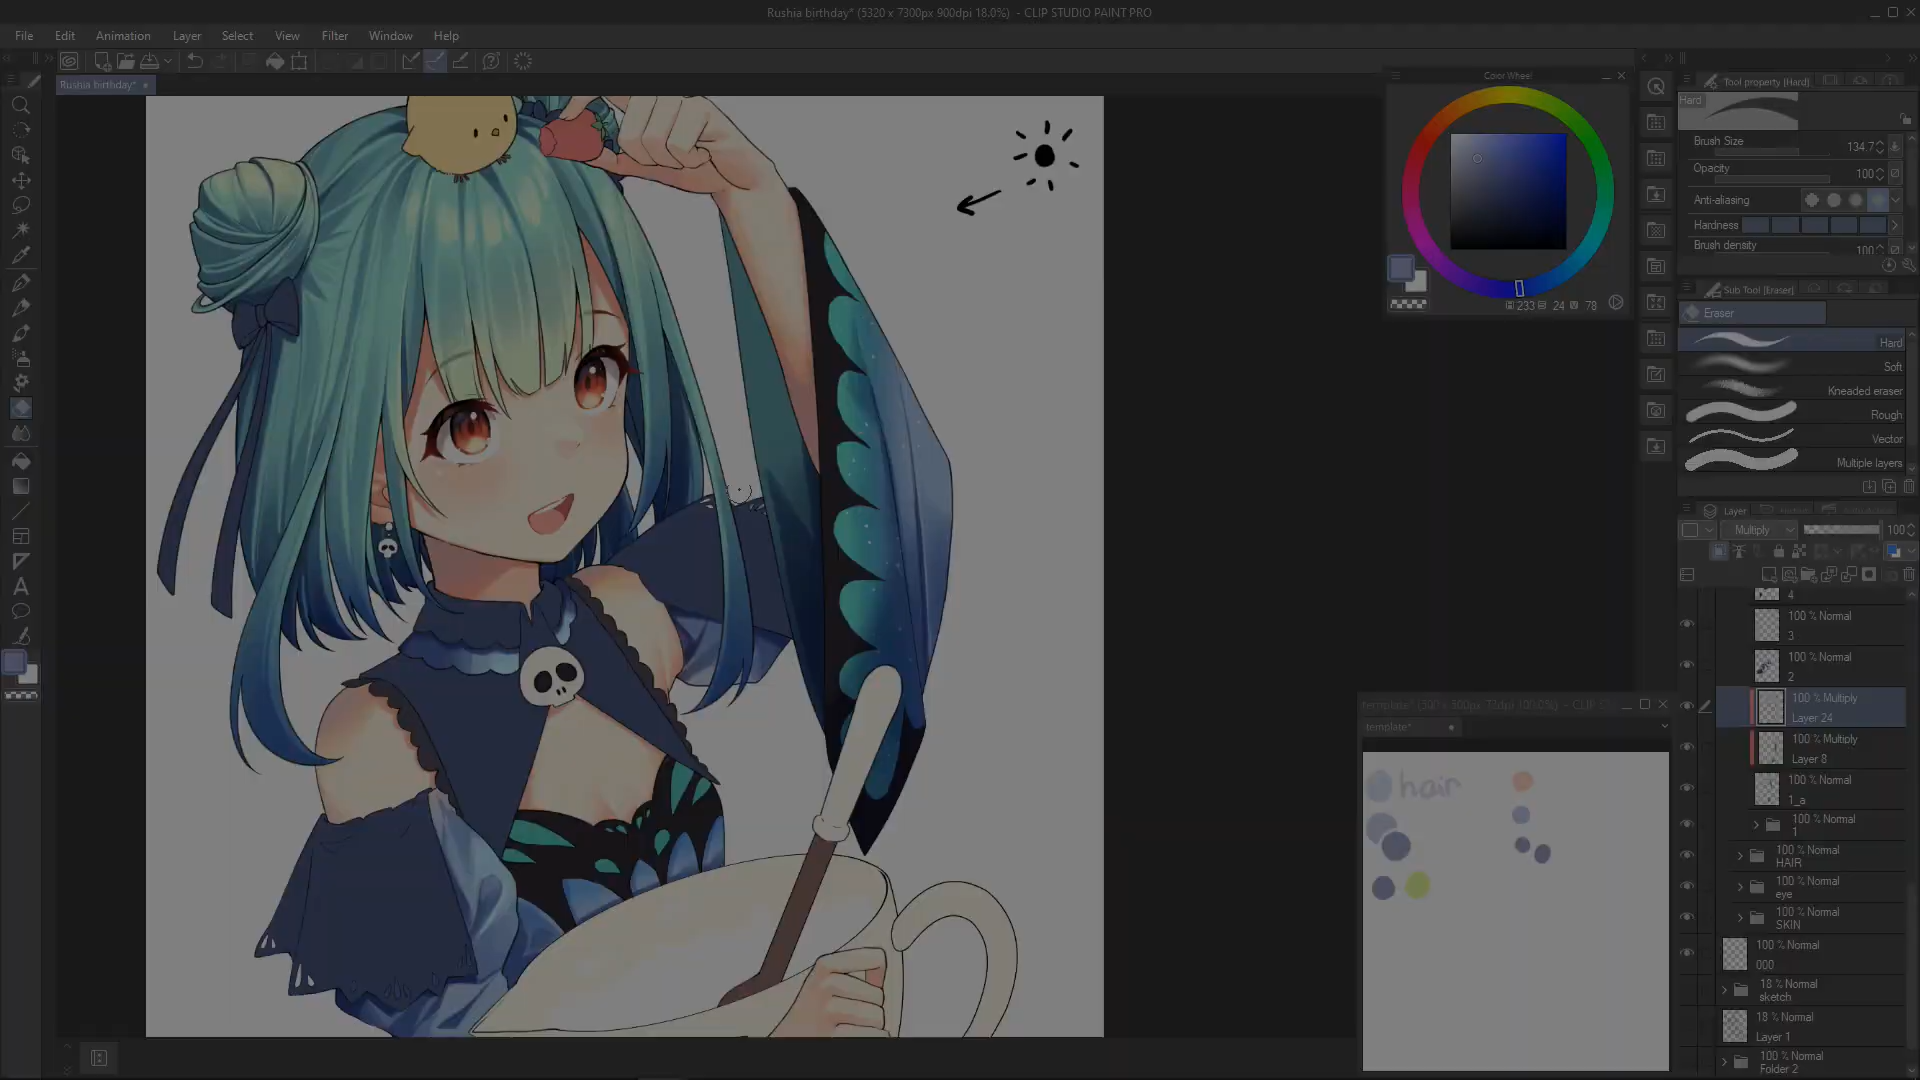 Rushia birthday* (5320 x 7300px 900dpi 18.0%) - CLIP STUDIO PAINT PRO
File Edit Animation Layer Select View Filter Window Help
Rushia birthday*
Color Wheel
233 24 78
Tool property [Hard]
Hard
Brush Size 134.7
Opacity 100
Anti-aliasing
Hardness
Brush density 100
Sub Tool [Eraser]
Eraser
Hard
Soft
Kneaded eraser
Rough
Vector
Multiple layers
Layer
Multiply 100
4
100 % Normal
3
100 % Normal
2
100 % Multiply
Layer 24
100 % Multiply
Layer 8
100 % Normal
1_a
100 % Normal
1
100 % Normal
HAIR
100 % Normal
eye
100 % Normal
SKIN
100 % Normal
000
18 % Normal
sketch
18 % Normal
Layer 1
100 % Normal
Folder 2
template*
hair